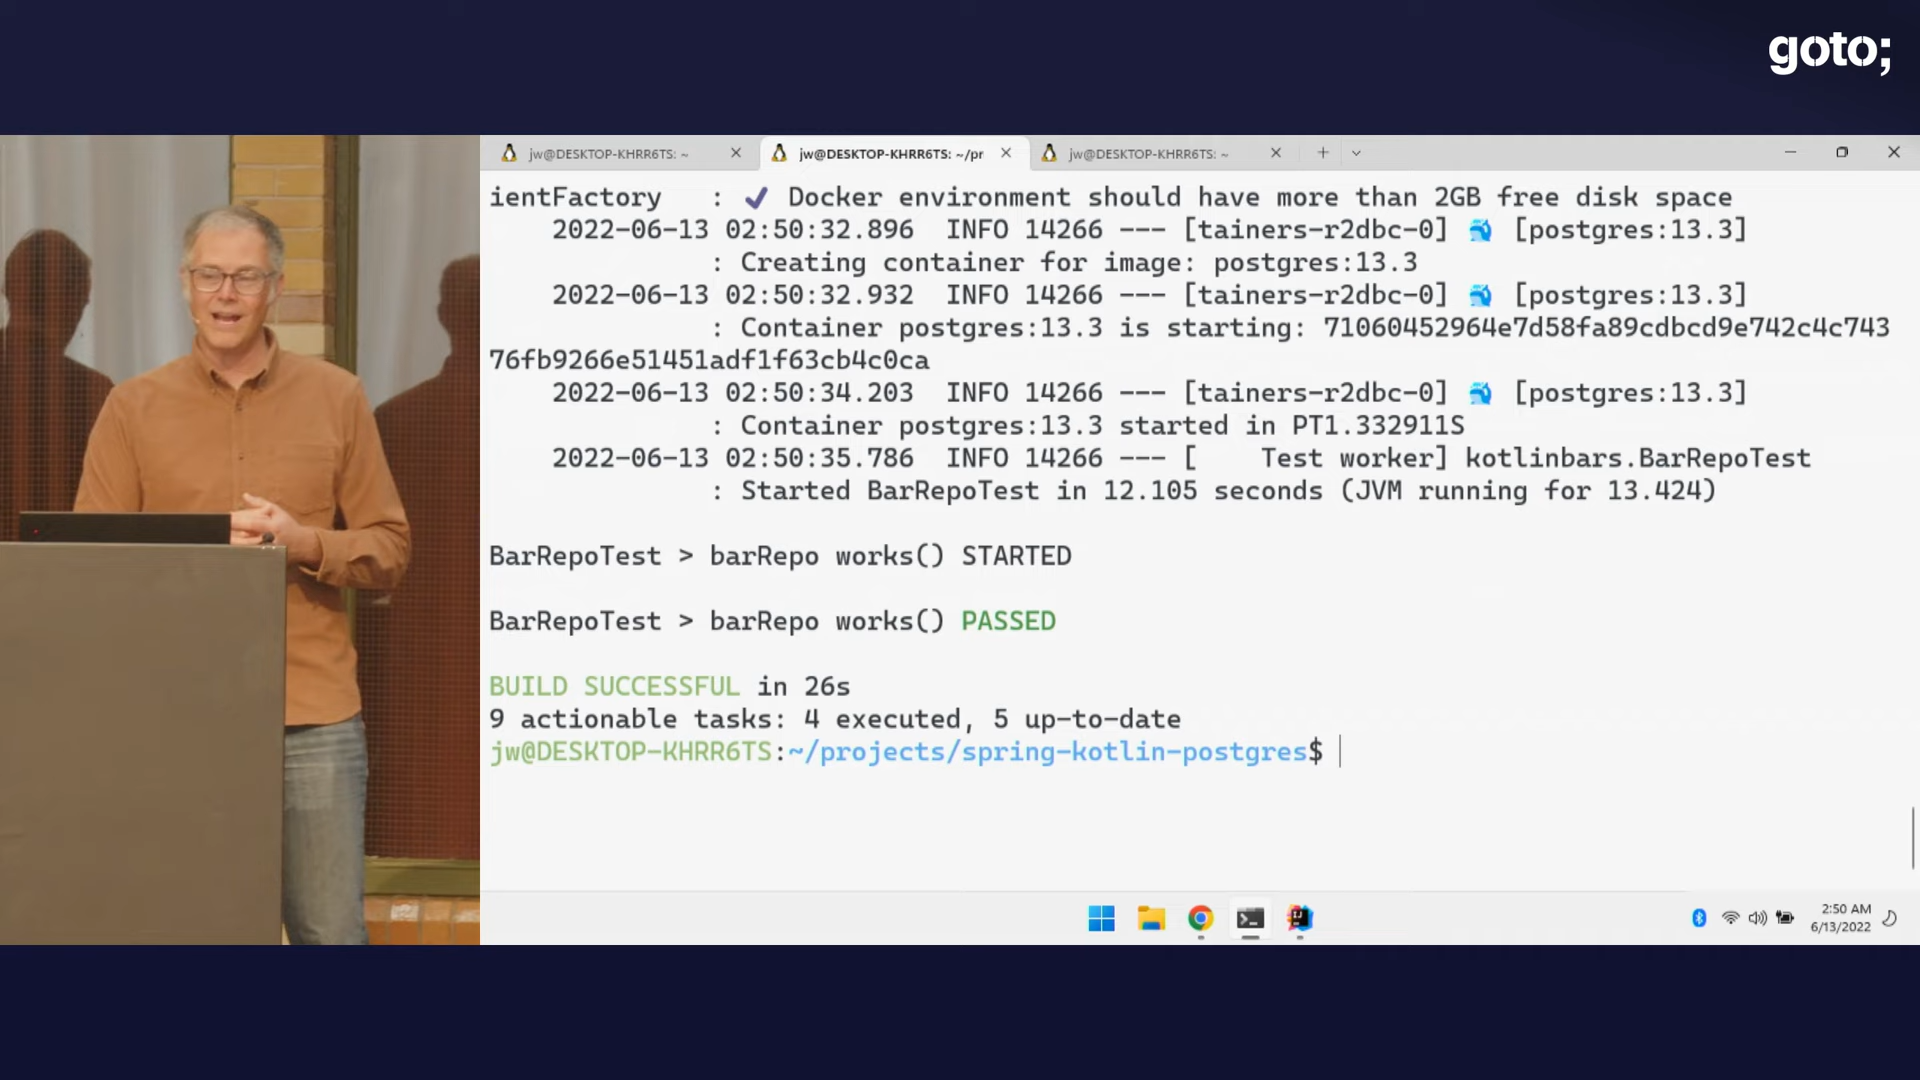 goto;
jw@DESKTOP-KHRR6TS: ~
jw@DESKTOP-KHRR6TS: ~/pr
jw@DESKTOP-KHRR6TS: ~
ientFactory : ✔ Docker environment should have more than 2GB free disk space
2022-06-13 02:50:32.896 INFO 14266 --- [tainers-r2dbc-0] 🐳 [postgres:13.3]
: Creating container for image: postgres:13.3
2022-06-13 02:50:32.932 INFO 14266 --- [tainers-r2dbc-0] 🐳 [postgres:13.3]
: Container postgres:13.3 is starting: 71060452964e7d58fa89cdbcd9e742c4c743
76fb9266e51451adf1f63cb4c0ca
2022-06-13 02:50:34.203 INFO 14266 --- [tainers-r2dbc-0] 🐳 [postgres:13.3]
: Container postgres:13.3 started in PT1.332911S
2022-06-13 02:50:35.786 INFO 14266 --- [ Test worker] kotlinbars.BarRepoTest
: Started BarRepoTest in 12.105 seconds (JVM running for 13.424)
BarRepoTest > barRepo works() STARTED
BarRepoTest > barRepo works() PASSED
BUILD SUCCESSFUL in 26s
9 actionable tasks: 4 executed, 5 up-to-date
jw@DESKTOP-KHRR6TS:~/projects/spring-kotlin-postgres$
2:50 AM
6/13/2022